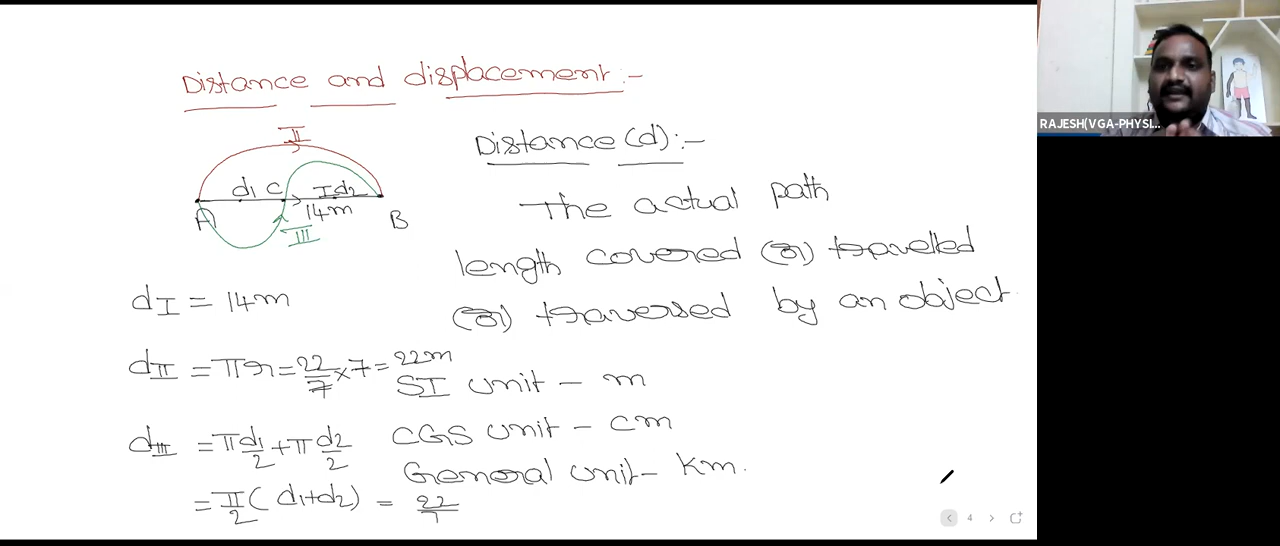 Distance and displacement :-
II
d1 C I d2
A 14m B
III
Distance (d) :-
The actual path
length covered (or) travelled
(or) traversed by an object
dI = 14m
dII = πr = 22/7 × 7 = 22m
SI unit - m
dIII = πd1/2 + πd2/2
CGS unit - cm
General unit - km.
= π/2 (d1+d2) = 22/7
RAJESH(VGA-PHYSI...
4